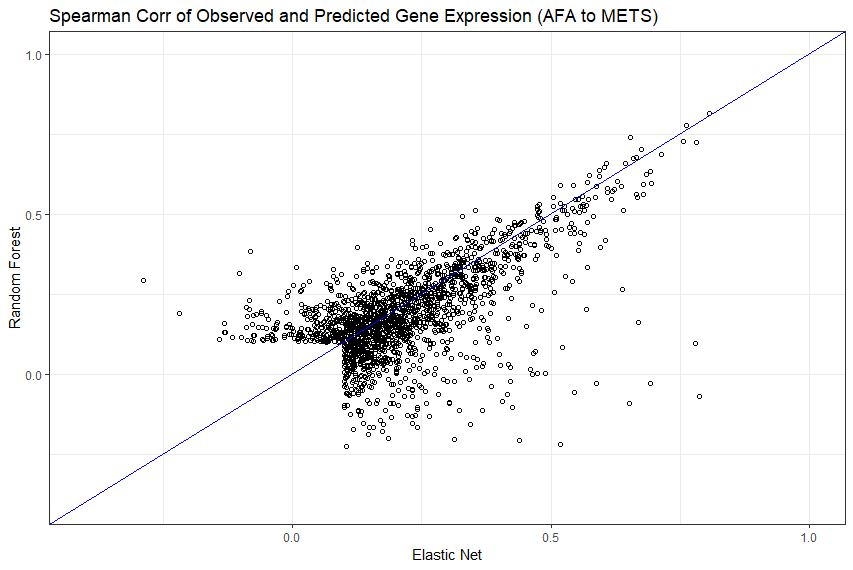 Spearman Corr of Observed and Predicted Gene Expression (AFA to METS)
1.0
0.5
0.0
Random Forest
0.0 0.5 1.0
Elastic Net